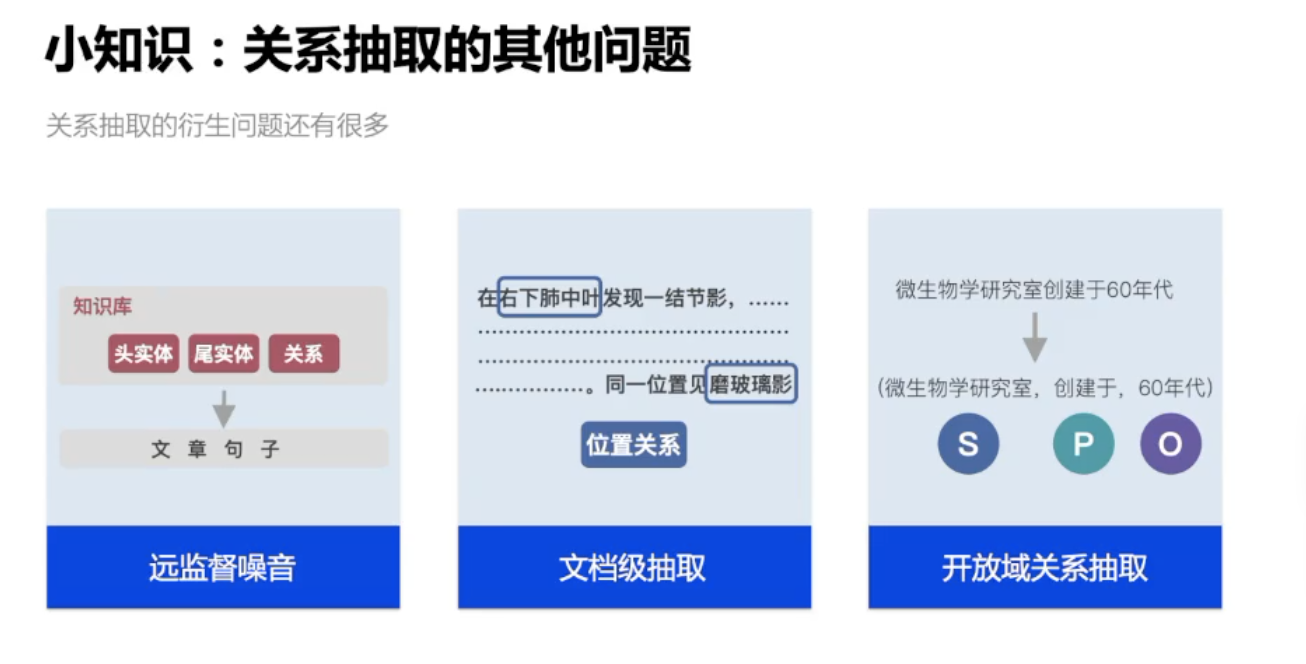 小知识：关系抽取的其他问题
关系抽取的衍生问题还有很多
知识库
头实体 尾实体 关系
文 章 句 子
远监督噪音
在右下肺中叶发现一结节影，……
………………………………………
………………………………………
……………。同一位置见磨玻璃影
位置关系
文档级抽取
微生物学研究室创建于60年代
(微生物学研究室，创建于，60年代)
S P O
开放域关系抽取